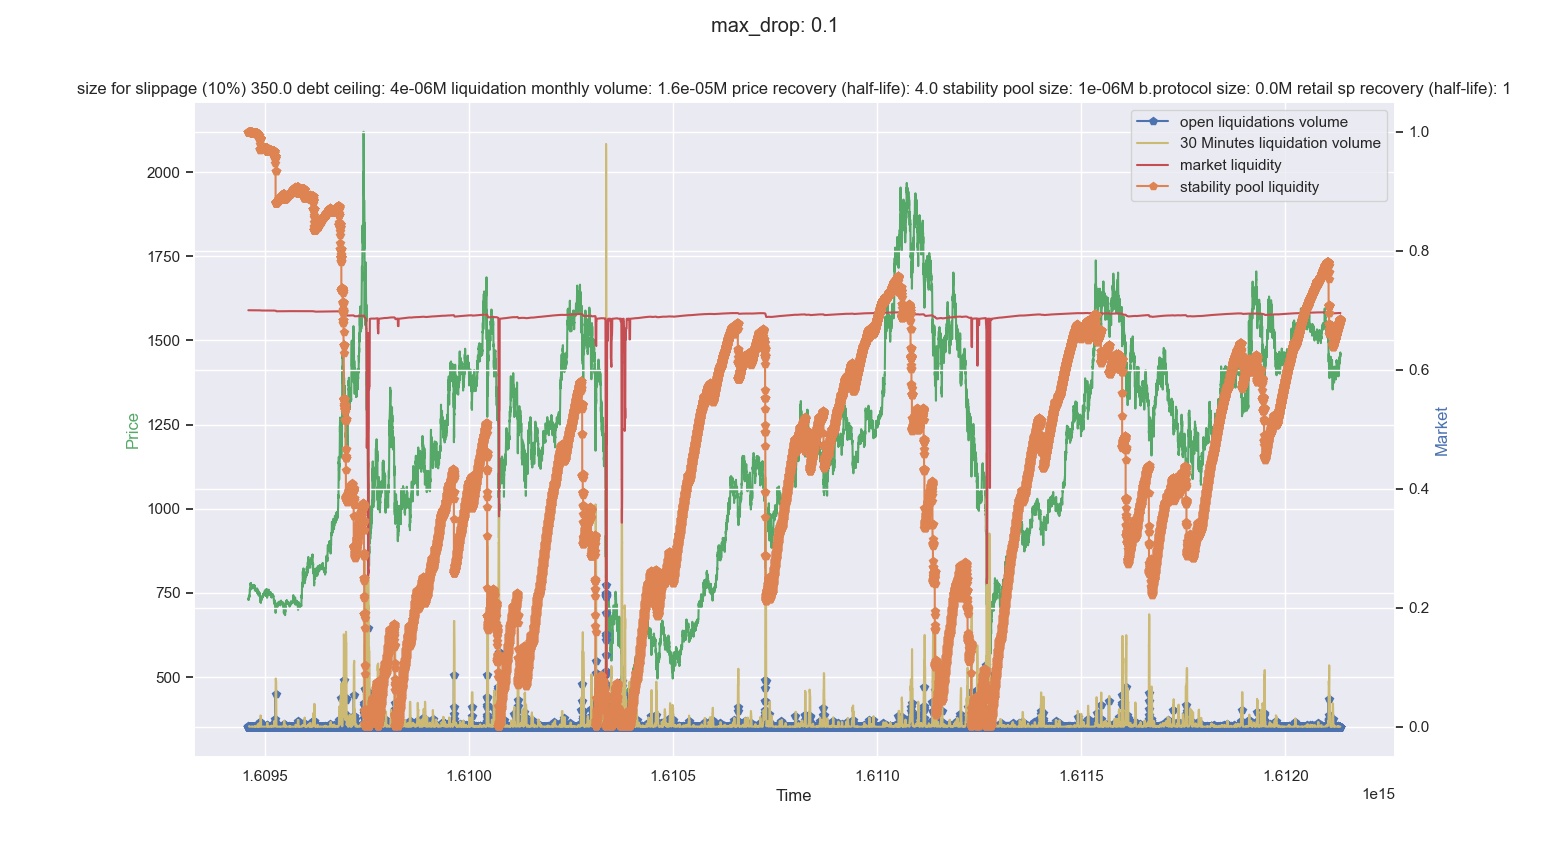 max_drop: 0.1
size for slippage (10%) 350.0 debt ceiling: 4e-06M liquidation monthly volume: 1.6e-05M price recovery (half-life): 4.0 stability pool size: 1e-06M b.protocol size: 0.0M retail sp recovery (half-life): 1
open liquidations volume
30 Minutes liquidation volume
market liquidity
stability pool liquidity
2000
1750
1500
1250
1000
750
500
Price
1.0
0.8
0.6
0.4
0.2
0.0
Market
1.6095 1.6100 1.6105 1.6110 1.6115 1.6120
1e15
Time